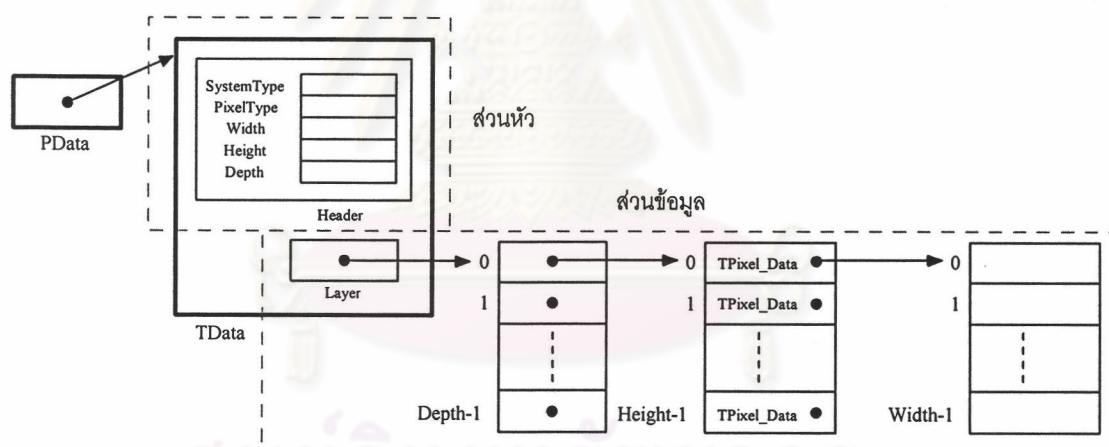 PData
SystemType
PixelType
Width
Height
Depth
Header
ส่วนหัว
ส่วนข้อมูล
Layer
TData
0
1
Depth-1
0 TPixel_Data
1 TPixel_Data
Height-1 TPixel_Data
0
1
Width-1